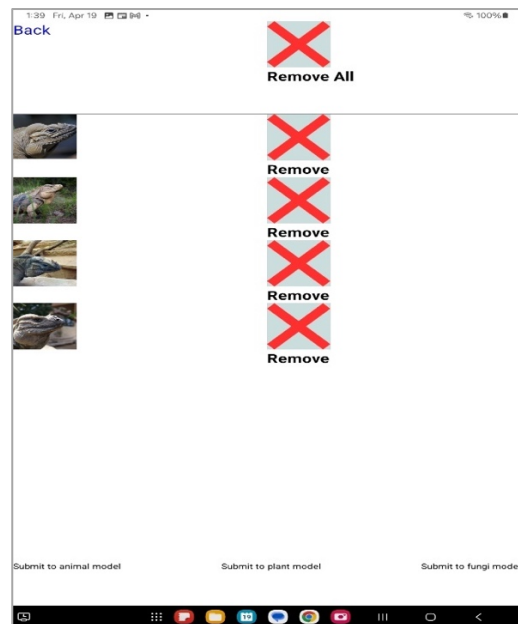 1:39 Fri, Apr 19
100%
Back
Remove All
Remove
Remove
Remove
Remove
Submit to animal model
Submit to plant model
Submit to fungi mode
19